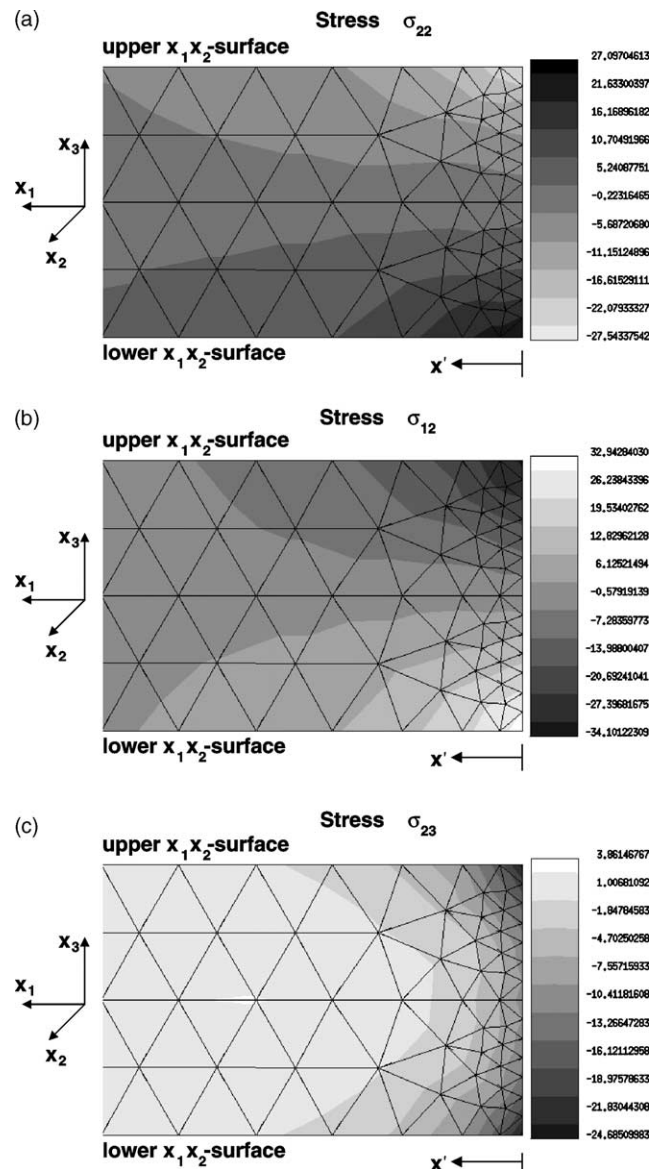 (a)
Stress σ22
upper x1x2-surface
x3
x1
x2
lower x1x2-surface
x'
27,09704613
21,63300397
16,16896182
10,70491966
5,24087751
-0,22316465
-5,68720680
-11,15124896
-16,61529111
-22,07933327
-27,54337542
(b)
Stress σ12
upper x1x2-surface
x3
x1
x2
lower x1x2-surface
x'
32,94284030
26,23843396
19,53402762
12,82962128
6,12521494
-0,57919139
-7,28359773
-13,98800407
-20,69241041
-27,39681675
-34,10122309
(c)
Stress σ23
upper x1x2-surface
x3
x1
x2
lower x1x2-surface
x'
3,86146767
1,00681092
-1,84784583
-4,70250258
-7,55715933
-10,41181608
-13,26647283
-16,12112958
-18,97578633
-21,83044308
-24,68509983